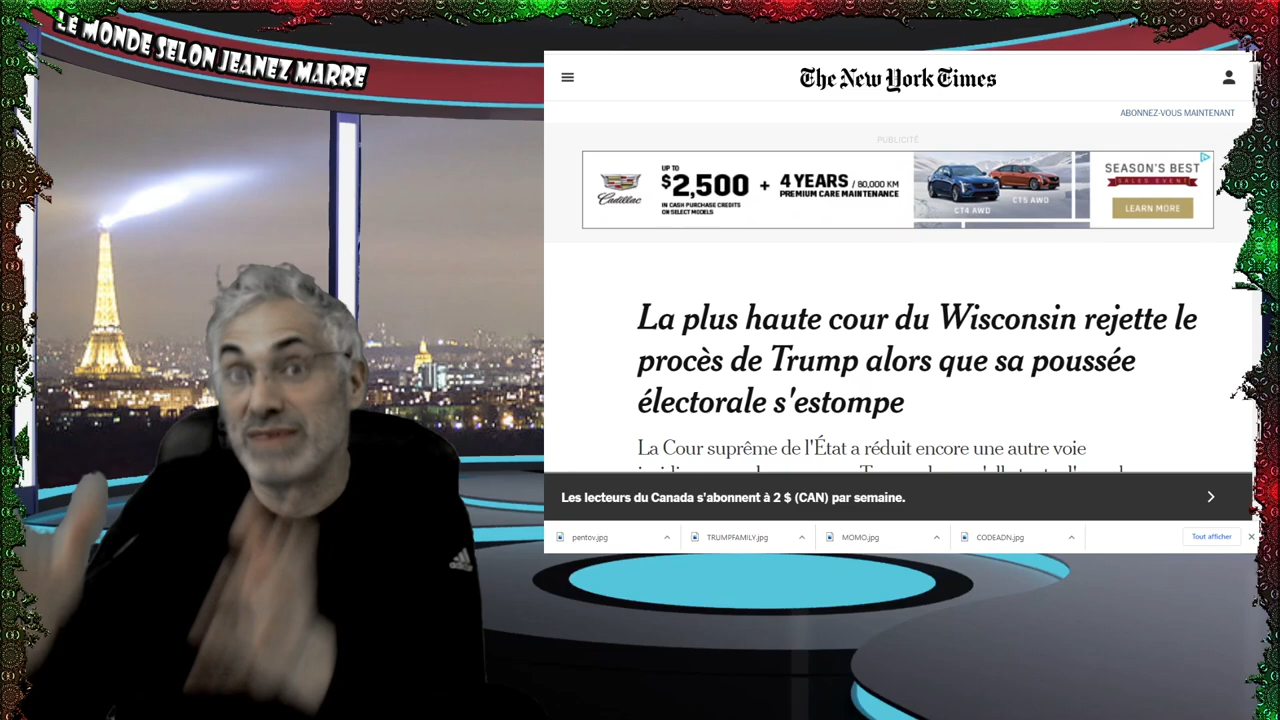 LE MONDE SELON JEANEZ MARRE
The New York Times
ABONNEZ-VOUS MAINTENANT
PUBLICITÉ
Cadillac
UP TO
$2,500
IN CASH PURCHASE CREDITS
ON SELECT MODELS
+
4 YEARS / 80,000 KM
PREMIUM CARE MAINTENANCE
CT4 AWD
CT5 AWD
SEASON'S BEST
SALES EVENT
LEARN MORE
La plus haute cour du Wisconsin rejette le
procès de Trump alors que sa poussée
électorale s'estompe
La Cour suprême de l'État a réduit encore une autre voie
Les lecteurs du Canada s'abonnent à 2 $ (CAN) par semaine.
pentov.jpg
TRUMPFAMILY.jpg
MOMO.jpg
CODEADN.jpg
Tout afficher